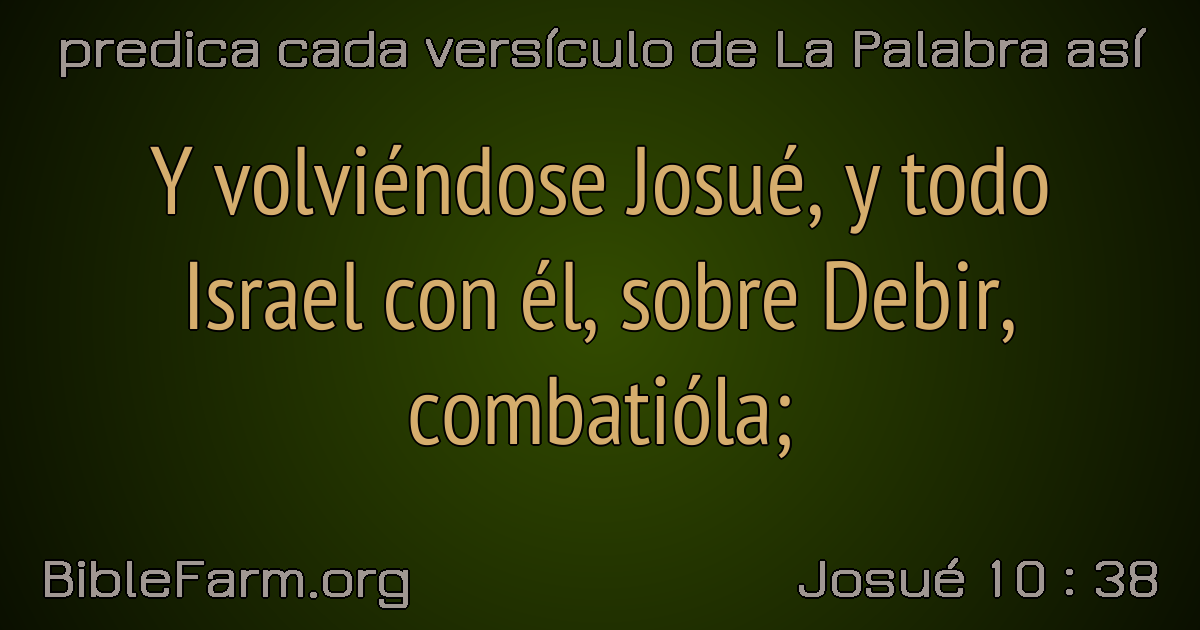 predica cada versículo de La Palabra así
Y volviéndose Josué, y todo
Israel con él, sobre Debir,
combatióla;
BibleFarm.org
Josué 10 : 38